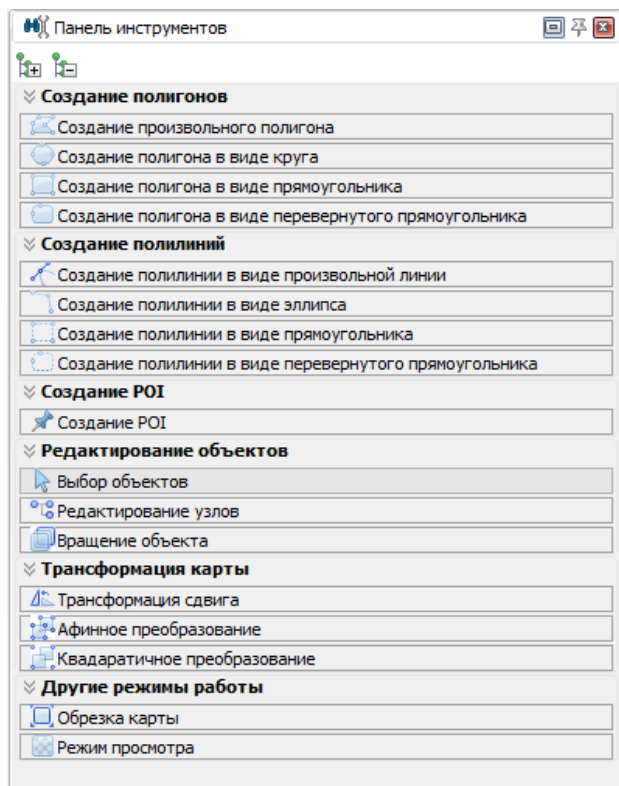 Панель инструментов
Создание полигонов
Создание произвольного полигона
Создание полигона в виде круга
Создание полигона в виде прямоугольника
Создание полигона в виде перевернутого прямоугольника
Создание полилиний
Создание полилинии в виде произвольной линии
Создание полилинии в виде эллипса
Создание полилинии в виде прямоугольника
Создание полилинии в виде перевернутого прямоугольника
Создание POI
Создание POI
Редактирование объектов
Выбор объектов
Редактирование узлов
Вращение объекта
Трансформация карты
Трансформация сдвига
Афинное преобразование
Квадаратичное преобразование
Другие режимы работы
Обрезка карты
Режим просмотра